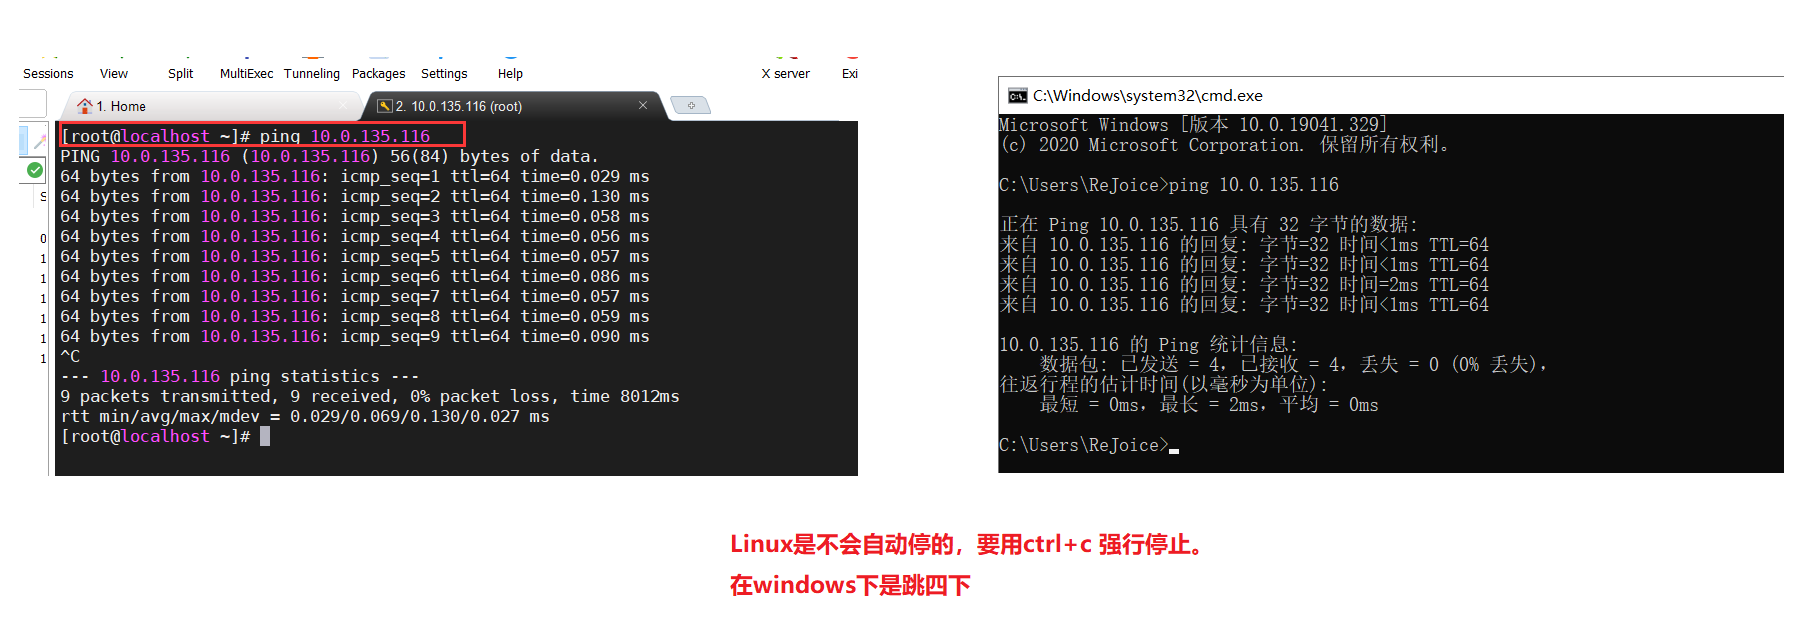 Sessions View Split MultiExec Tunneling Packages Settings Help X server Exi
1. Home
2. 10.0.135.116 (root)
[root@localhost ~]# ping 10.0.135.116
PING 10.0.135.116 (10.0.135.116) 56(84) bytes of data.
64 bytes from 10.0.135.116: icmp_seq=1 ttl=64 time=0.029 ms
64 bytes from 10.0.135.116: icmp_seq=2 ttl=64 time=0.130 ms
64 bytes from 10.0.135.116: icmp_seq=3 ttl=64 time=0.058 ms
64 bytes from 10.0.135.116: icmp_seq=4 ttl=64 time=0.056 ms
64 bytes from 10.0.135.116: icmp_seq=5 ttl=64 time=0.057 ms
64 bytes from 10.0.135.116: icmp_seq=6 ttl=64 time=0.086 ms
64 bytes from 10.0.135.116: icmp_seq=7 ttl=64 time=0.057 ms
64 bytes from 10.0.135.116: icmp_seq=8 ttl=64 time=0.059 ms
64 bytes from 10.0.135.116: icmp_seq=9 ttl=64 time=0.090 ms
^C
--- 10.0.135.116 ping statistics ---
9 packets transmitted, 9 received, 0% packet loss, time 8012ms
rtt min/avg/max/mdev = 0.029/0.069/0.130/0.027 ms
[root@localhost ~]#
C:\Windows\system32\cmd.exe
Microsoft Windows [版本 10.0.19041.329]
(c) 2020 Microsoft Corporation. 保留所有权利。
C:\Users\ReJoice>ping 10.0.135.116
正在 Ping 10.0.135.116 具有 32 字节的数据:
来自 10.0.135.116 的回复: 字节=32 时间<1ms TTL=64
来自 10.0.135.116 的回复: 字节=32 时间<1ms TTL=64
来自 10.0.135.116 的回复: 字节=32 时间=2ms TTL=64
来自 10.0.135.116 的回复: 字节=32 时间<1ms TTL=64
10.0.135.116 的 Ping 统计信息:
数据包: 已发送 = 4，已接收 = 4，丢失 = 0 (0% 丢失)，
往返行程的估计时间(以毫秒为单位):
最短 = 0ms，最长 = 2ms，平均 = 0ms
C:\Users\ReJoice>
Linux是不会自动停的，要用ctrl+c 强行停止。
在windows下是跳四下